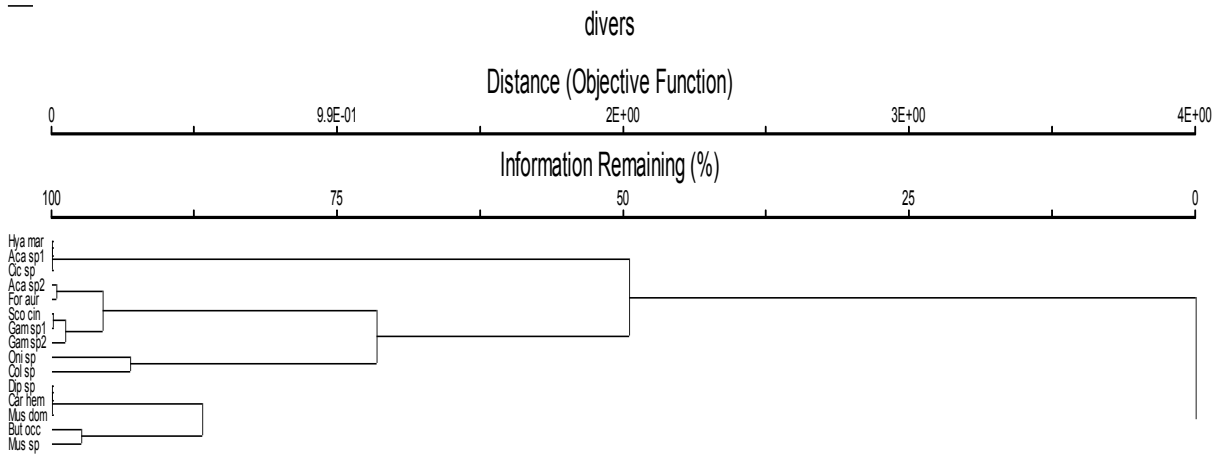 divers
Distance (Objective Function)
0 9.9E-01 2E+00 3E+00 4E+00
Information Remaining (%)
100 75 50 25 0
Hya mar
Aca sp1
Cic sp
Aca sp2
For aur
Sco cin
Gam sp1
Gam sp2
Oni sp
Col sp
Dip sp
Car hem
Mus dom
But occ
Mus sp